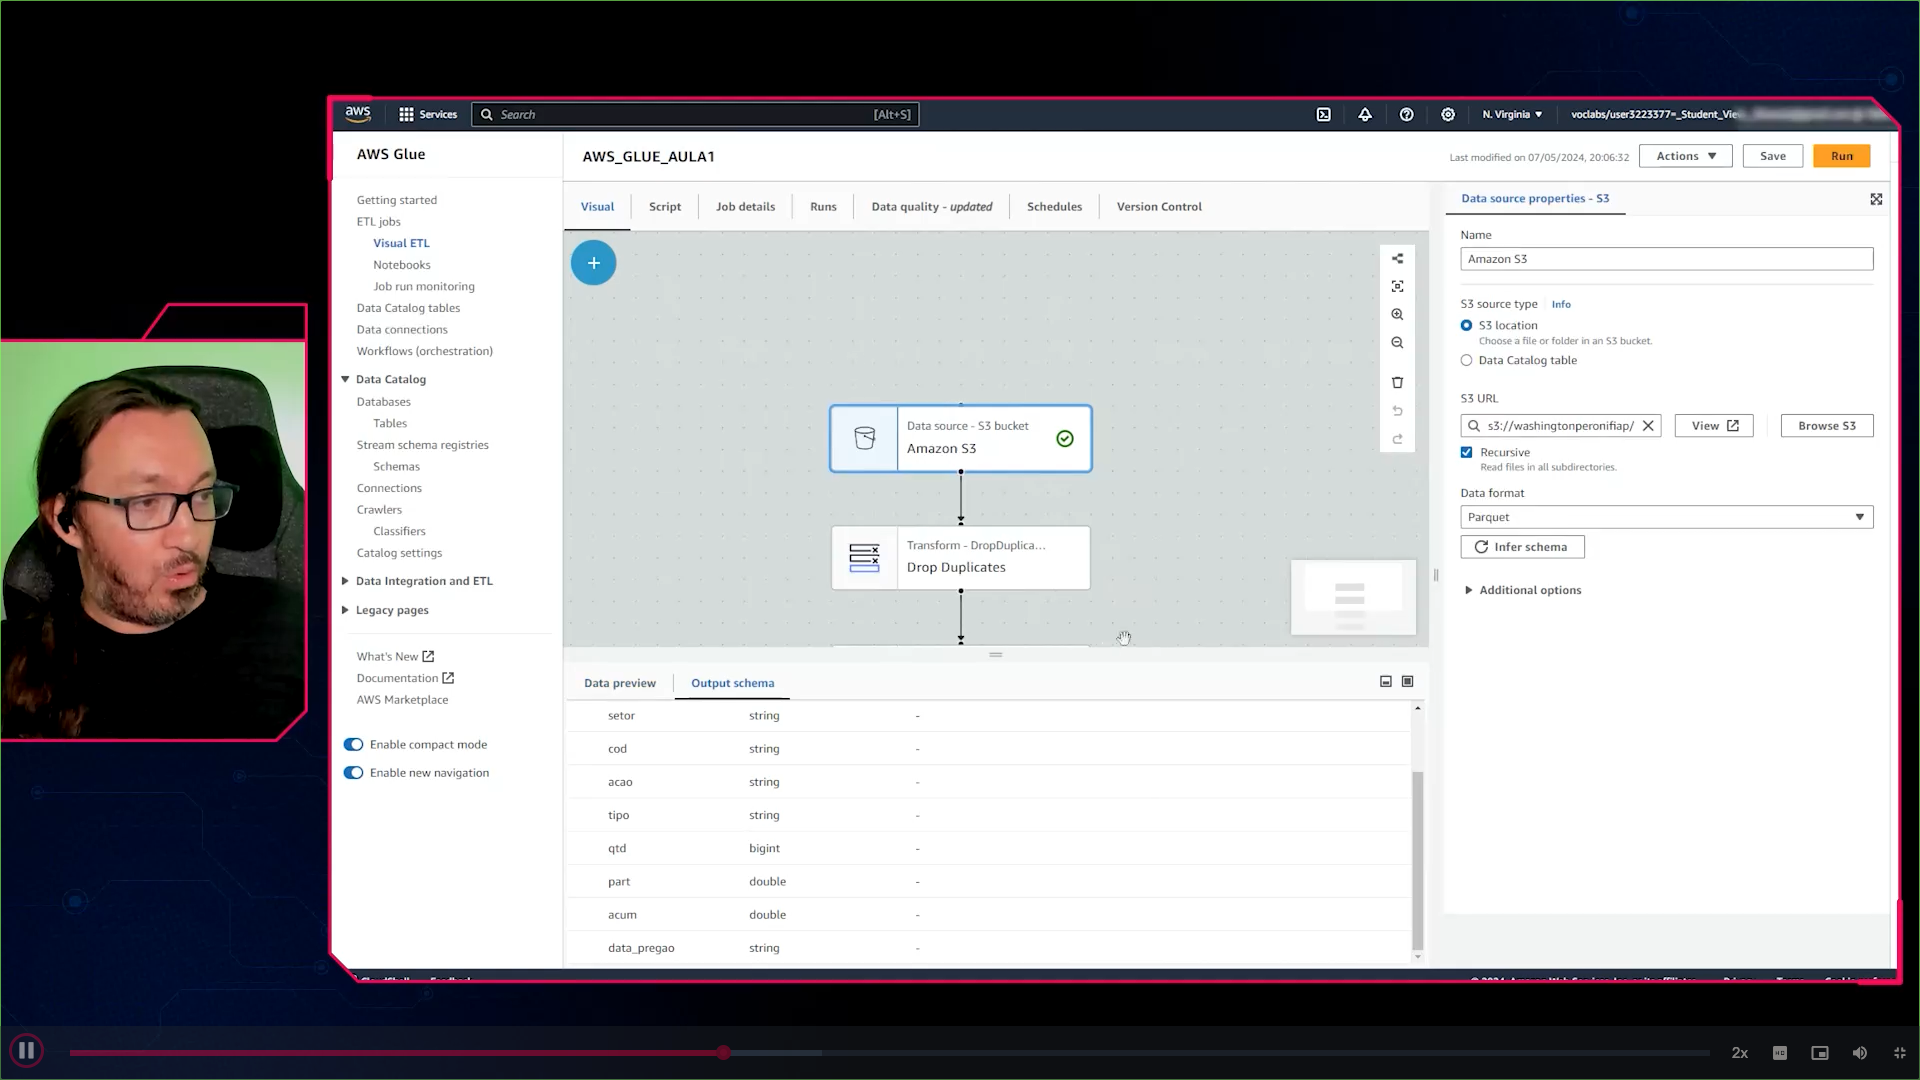 aws
Services
Search
[Alt+S]
N. Virginia
voclabs/user3223377=_Student_Vie
AWS Glue
Getting started
ETL jobs
Visual ETL
Notebooks
Job run monitoring
Data Catalog tables
Data connections
Workflows (orchestration)
Data Catalog
Databases
Tables
Stream schema registries
Schemas
Connections
Crawlers
Classifiers
Catalog settings
Data Integration and ETL
Legacy pages
What's New
Documentation
AWS Marketplace
Enable compact mode
Enable new navigation
AWS_GLUE_AULA1
Last modified on 07/05/2024, 20:06:32
Actions
Save
Run
Visual
Script
Job details
Runs
Data quality - updated
Schedules
Version Control
Data source - S3 bucket
Amazon S3
Transform - DropDuplica...
Drop Duplicates
Data preview
Output schema
setor string -
cod string -
acao string -
tipo string -
qtd bigint -
part double -
acum double -
data_pregao string -
Data source properties - S3
Name
Amazon S3
S3 source type Info
S3 location
Choose a file or folder in an S3 bucket.
Data Catalog table
S3 URL
s3://washingtonperonifiap/
View
Browse S3
Recursive
Read files in all subdirectories.
Data format
Parquet
Infer schema
Additional options
2x